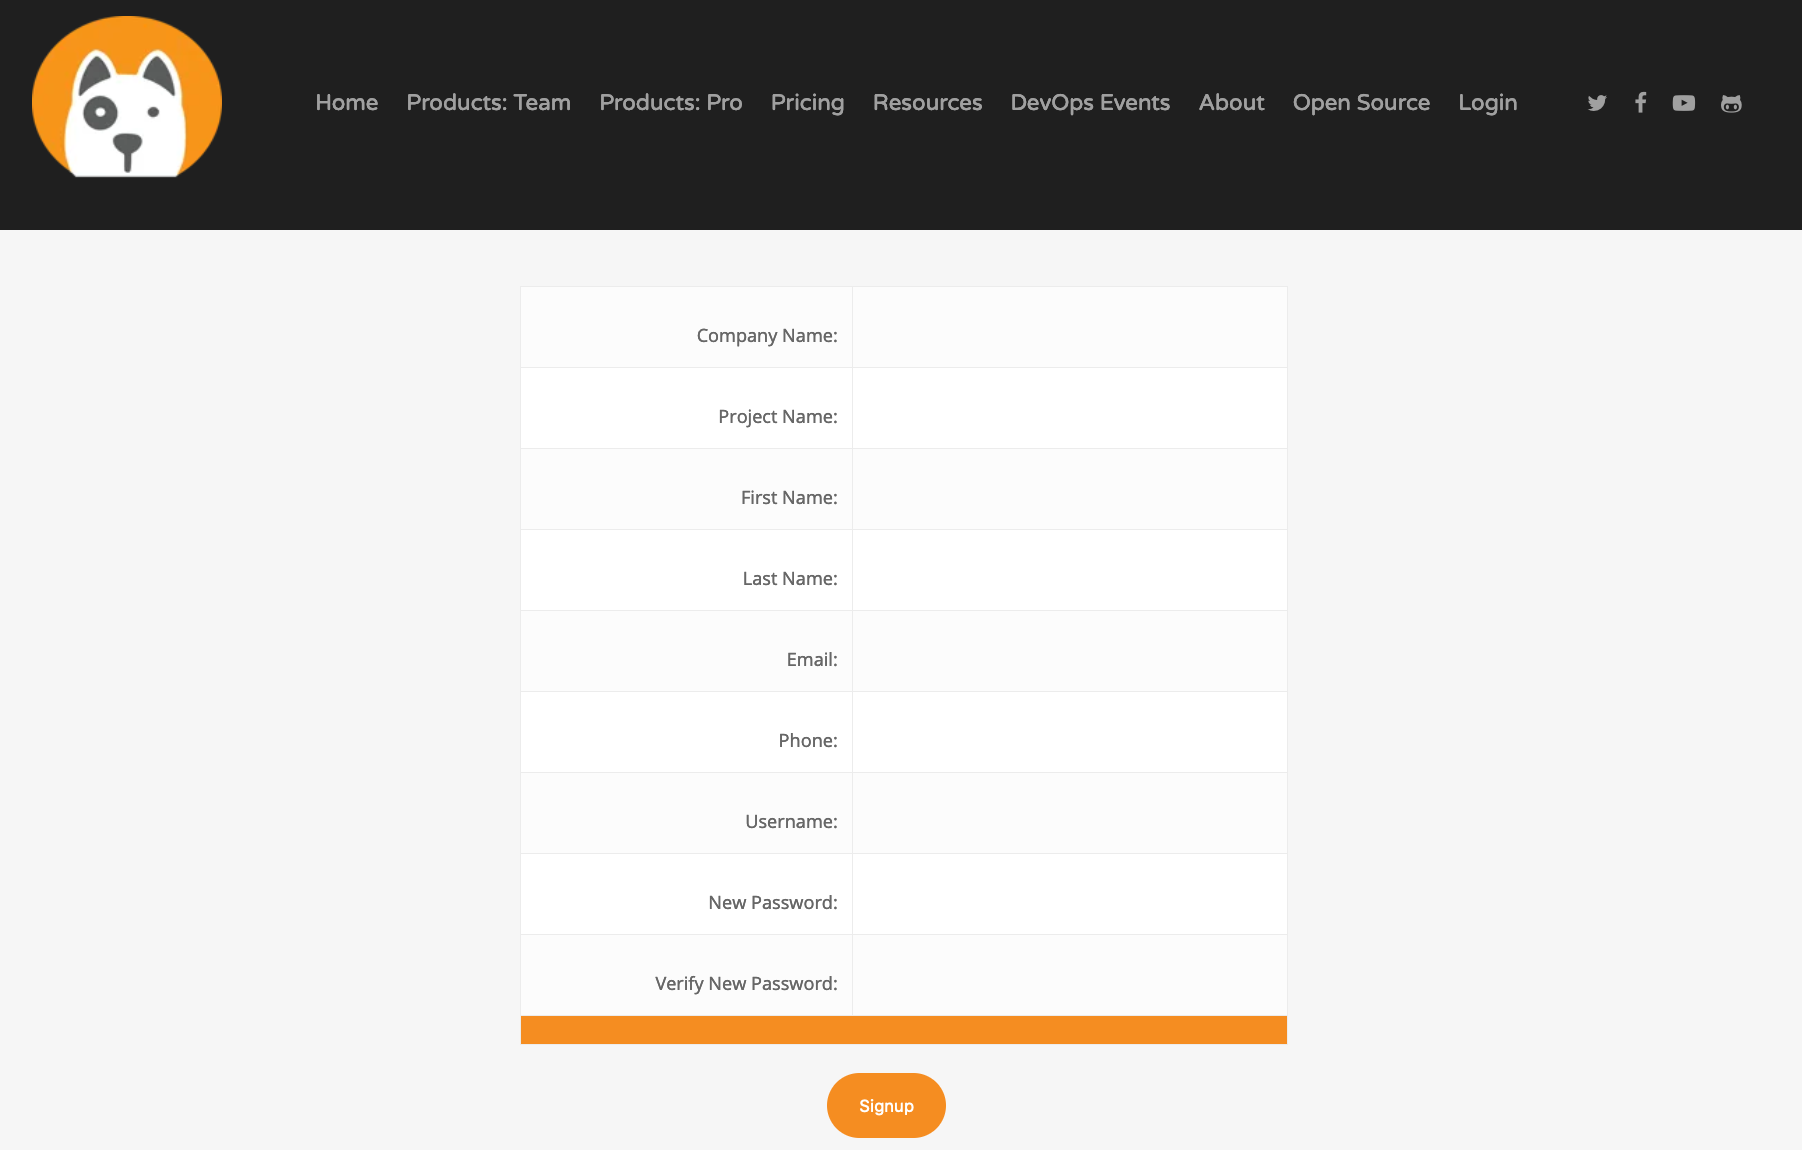 Home Products: Team Products: Pro Pricing Resources DevOps Events About Open Source Login
Company Name:
Project Name:
First Name:
Last Name:
Email:
Phone:
Username:
New Password:
Verify New Password:
Signup